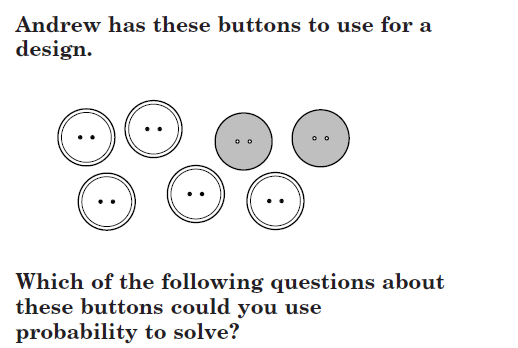 Andrew has these buttons to use for a
design.
Which of the following questions about
these buttons could you use
probability to solve?